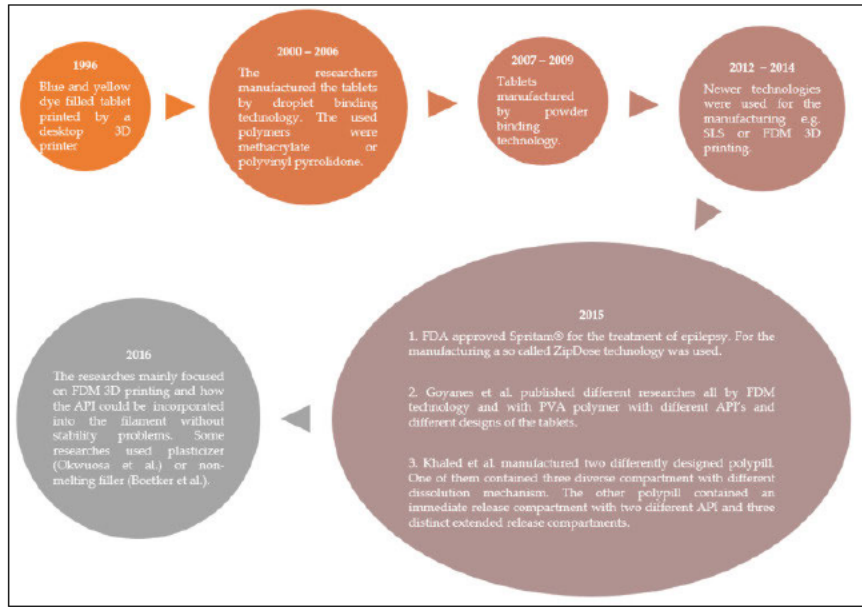 1996
Blue and yellow
dye filled tablet
printed by a
desktop 3D
printer
2000 – 2006
The researchers
manufactured the tablets
by droplet binding
technology. The used
polymers were
methacrylate or
polyvinyl pyrrolidone.
2007 – 2009
Tablets
manufactured
by powder
binding
technology.
2012 – 2014
Newer technologies
were used for the
manufacturing e.g.
SLS or FDM 3D
printing.
2015
1. FDA approved Spritam® for the treatment of epilepsy. For the
manufacturing a so called ZipDose technology was used.
2. Goyanes et al. published different researches all by FDM
technology and with PVA polymer with different API's and
different designs of the tablets.
3. Khaled et al. manufactured two differently designed polypill.
One of them contained three diverse compartment with different
dissolution mechanism. The other polypill contained an
immediate release compartment with two different API and three
distinct extended release compartments.
2016
The researches mainly focused
on FDM 3D printing and how
the API could be incorporated
into the filament without
stability problems. Some
researches used plasticizer
(Okwuosa et al.) or non-
melting filler (Boetker et al.).